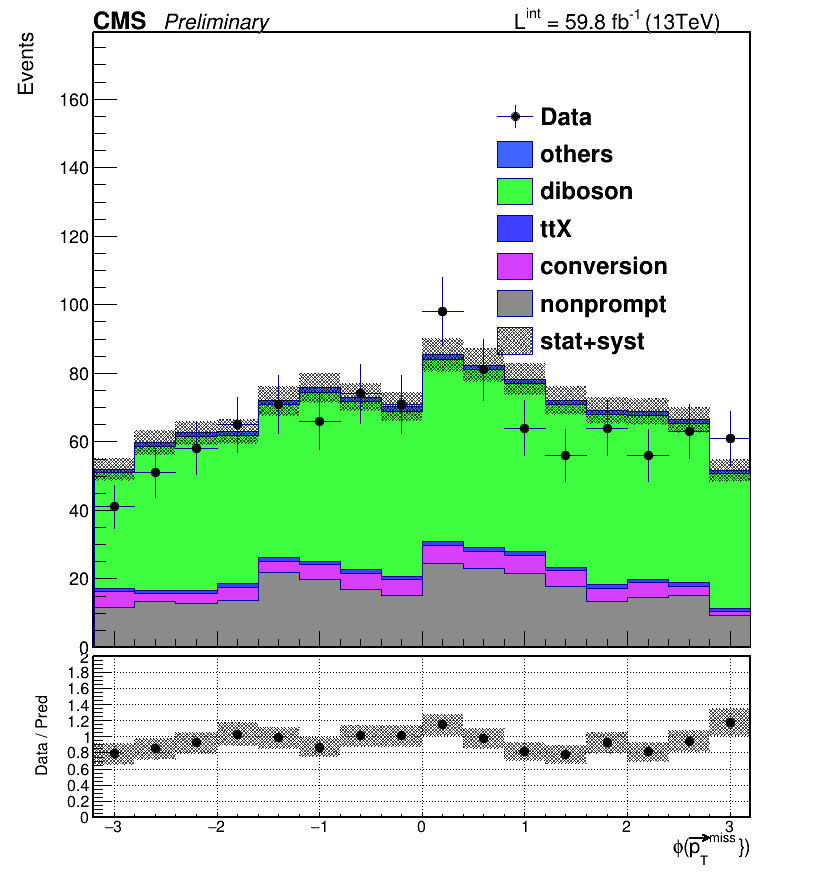 CMS Preliminary L^int = 59.8 fb^-1 (13TeV)
Events
160
140
120
100
80
60
40
20
0
Data
others
diboson
ttX
conversion
nonprompt
stat+syst
Data / Pred
2
1.8
1.6
1.4
1.2
1
0.8
0.6
0.4
0.2
0
−3 −2 −1 0 1 2 3
ϕ(p_T^miss})